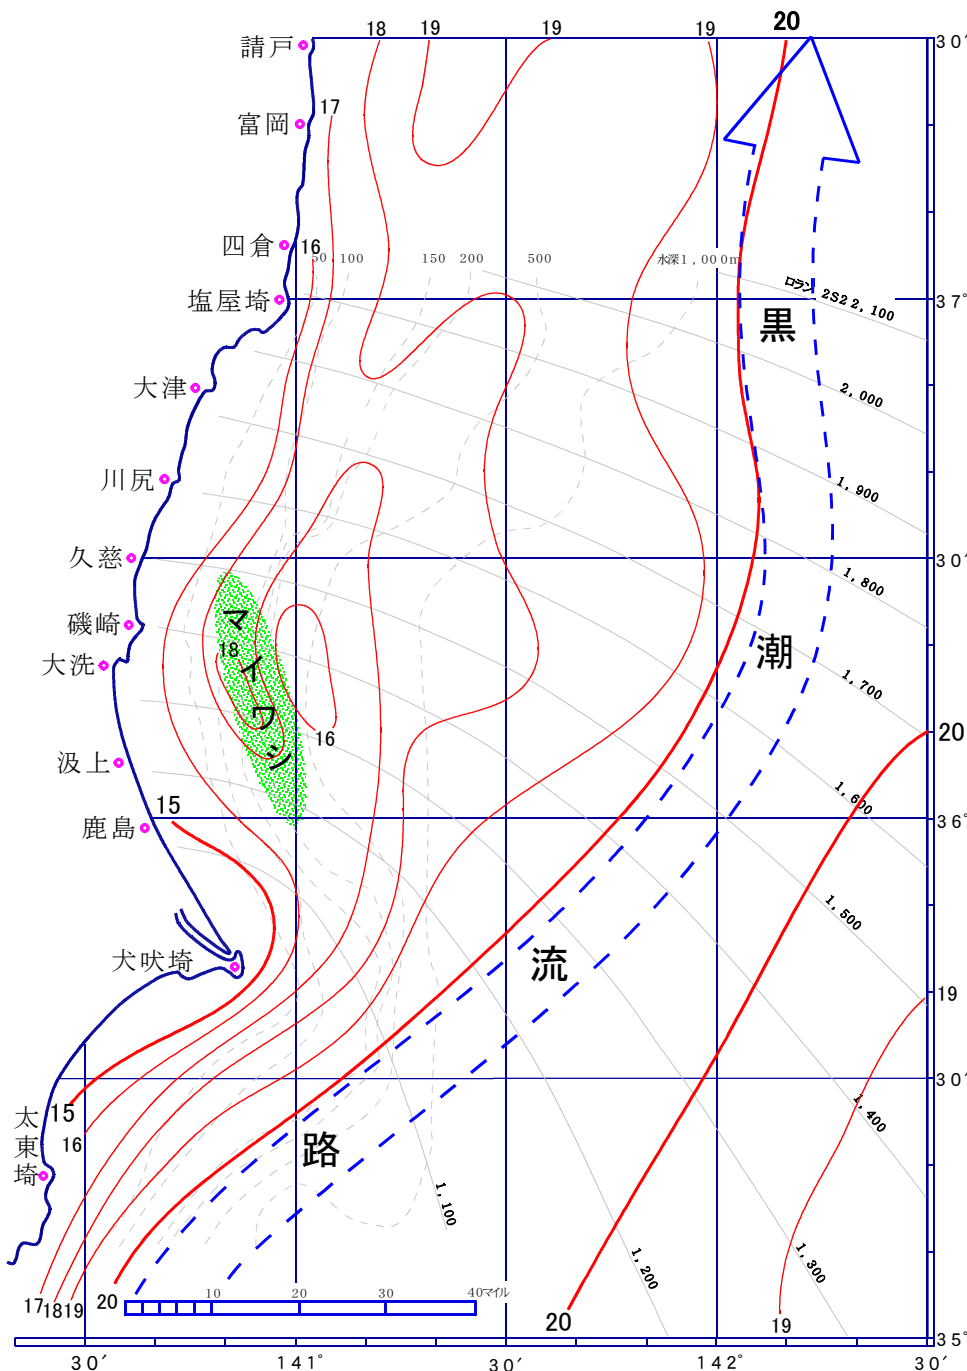 18 19 19 19 20
請戸
30′
17
富岡
四倉
16
50 100 150 200 500 水深1,000m
ロラン 2S2 2,100
塩屋埼
37°
黒
大津
2,000
川尻
1,900
久慈
30′
1,800
マイワシ
磯崎
18
大洗
潮
1,700
16
20
汲上
15
1,600
鹿島
36°
1,500
犬吠埼
流
19
30′
15
1,400
太東埼
16
路
1,100
1,200
1,300
17 18 19 20
10 20 30 40マイル
20
19
35°
30′ 141° 30′ 142° 30′